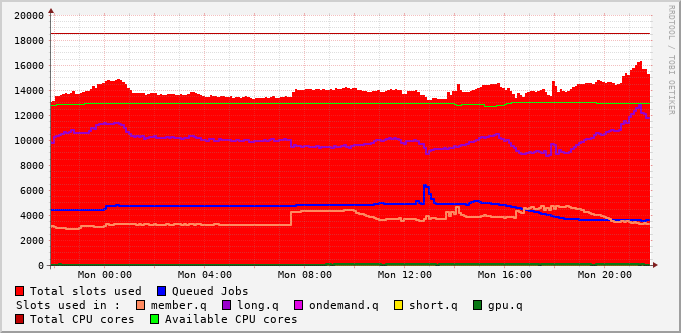 20000
18000
16000
14000
12000
10000
8000
6000
4000
2000
0
Mon 00:00 Mon 04:00 Mon 08:00 Mon 12:00 Mon 16:00 Mon 20:00
RRDTOOL / TOBI OETIKER
Total slots used Queued Jobs
Slots used in : member.q long.q ondemand.q short.q gpu.q
Total CPU cores Available CPU cores